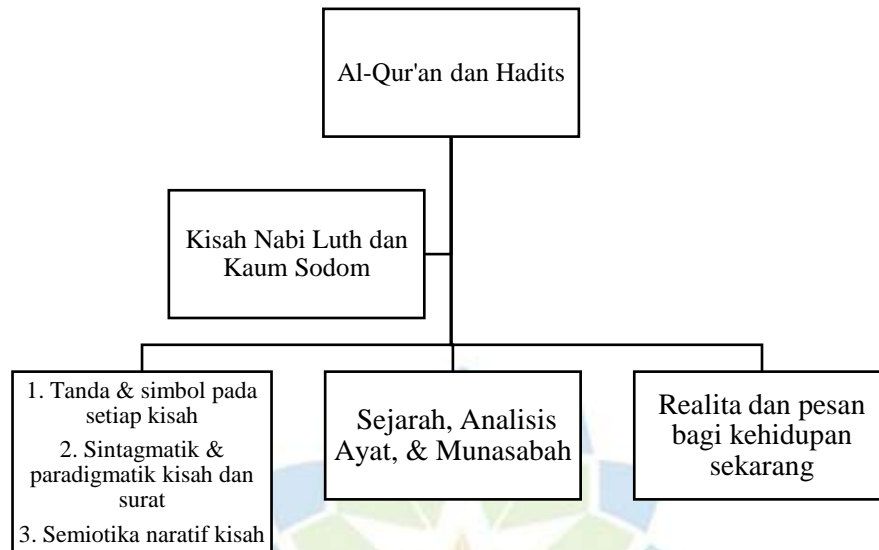 Al-Qur'an dan Hadits
Kisah Nabi Luth dan
Kaum Sodom
1. Tanda & simbol pada
setiap kisah
2. Sintagmatik &
paradigmatik kisah dan
surat
3. Semiotika naratif kisah
Sejarah, Analisis
Ayat, & Munasabah
Realita dan pesan
bagi kehidupan
sekarang